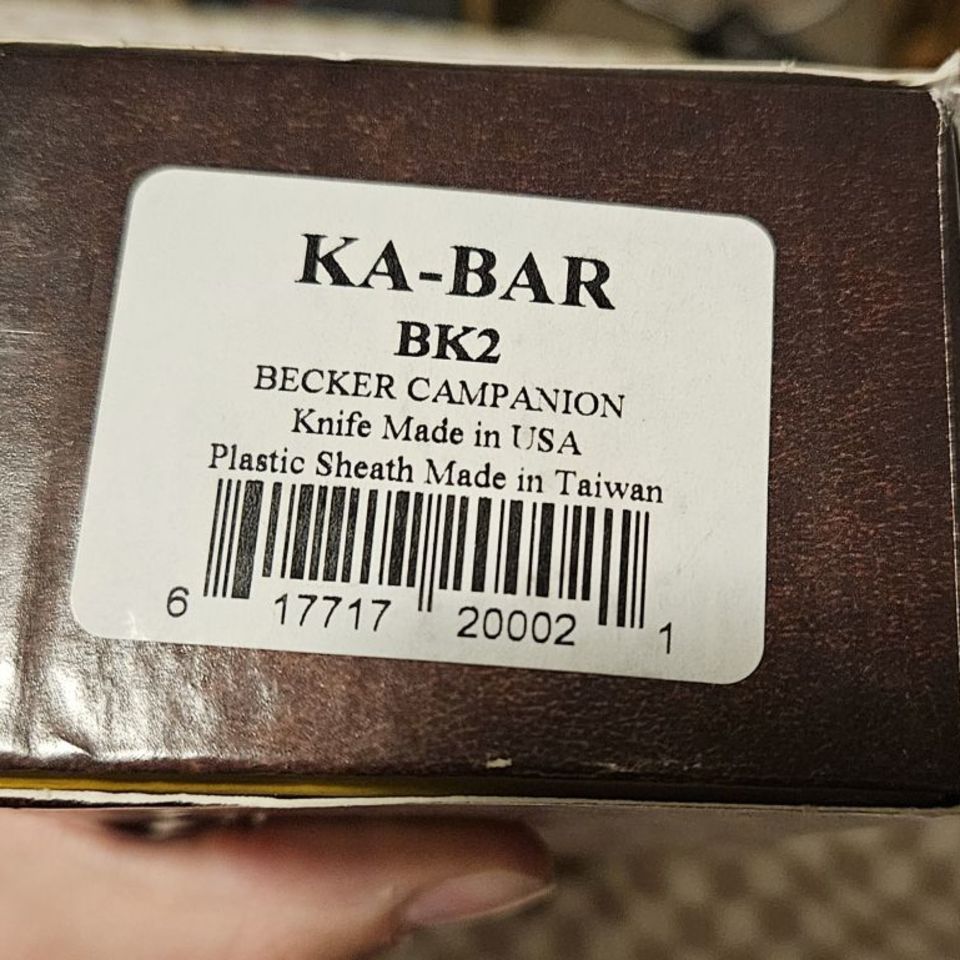 KA-BAR
BK2
BECKER CAMPANION
Knife Made in USA
Plastic Sheath Made in Taiwan
6 17717 20002 1